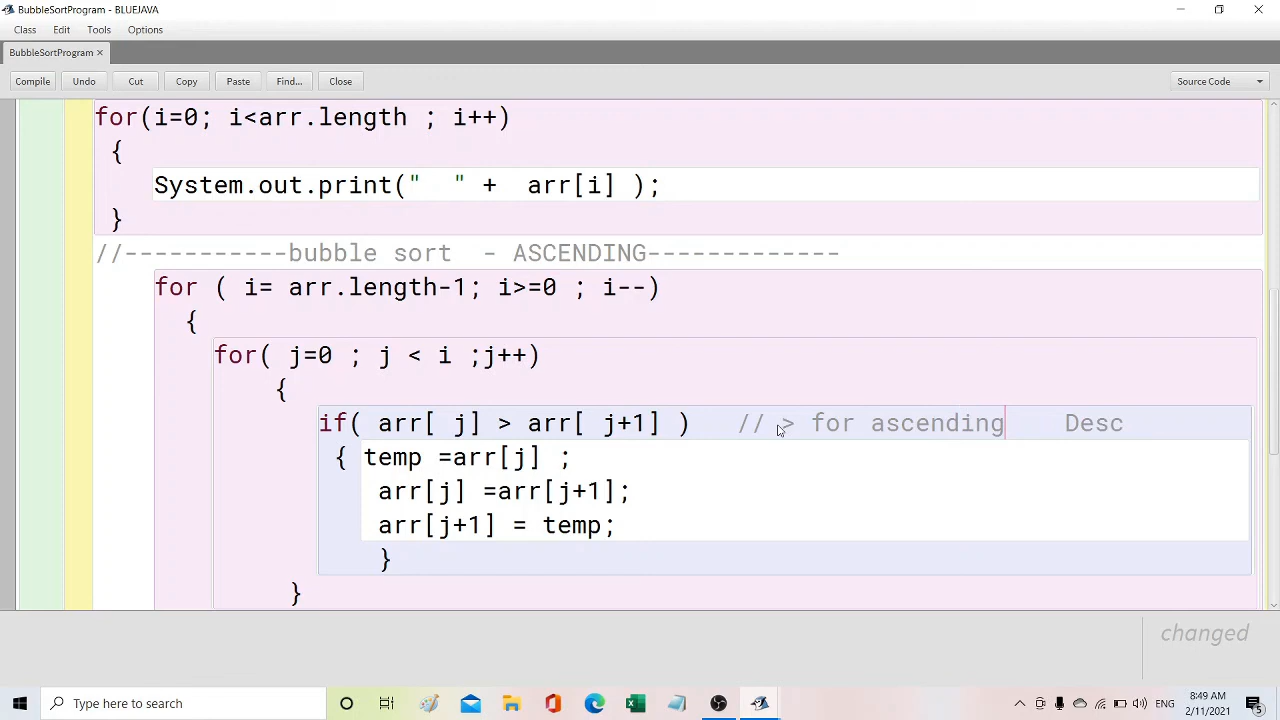 BubbleSortProgram - BLUEJAVA
Class Edit Tools Options
BubbleSortProgram ×
Compile Undo Cut Copy Paste Find... Close Source Code
for(i=0; i<arr.length ; i++)
{
System.out.print("  " +  arr[i] );
}
//-----------bubble sort  - ASCENDING-------------
for ( i= arr.length-1; i>=0 ; i--)
{
for( j=0 ; j < i ;j++)
{
if( arr[ j] > arr[ j+1] )   // > for ascending    Desc
{ temp =arr[j] ;
arr[j] =arr[j+1];
arr[j+1] = temp;
}
}
changed
Type here to search
ENG
8:49 AM
2/11/2021
5